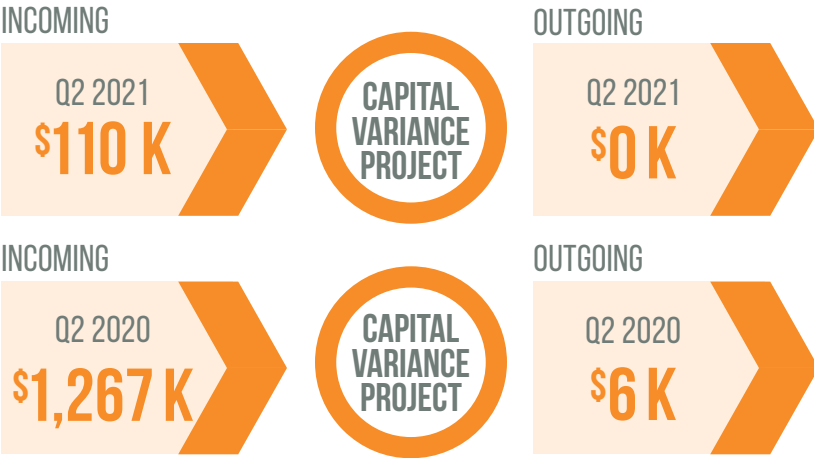 INCOMING
Q2 2021
$110 K
CAPITAL
VARIANCE
PROJECT
OUTGOING
Q2 2021
$0 K
INCOMING
Q2 2020
$1,267 K
CAPITAL
VARIANCE
PROJECT
OUTGOING
Q2 2020
$6 K